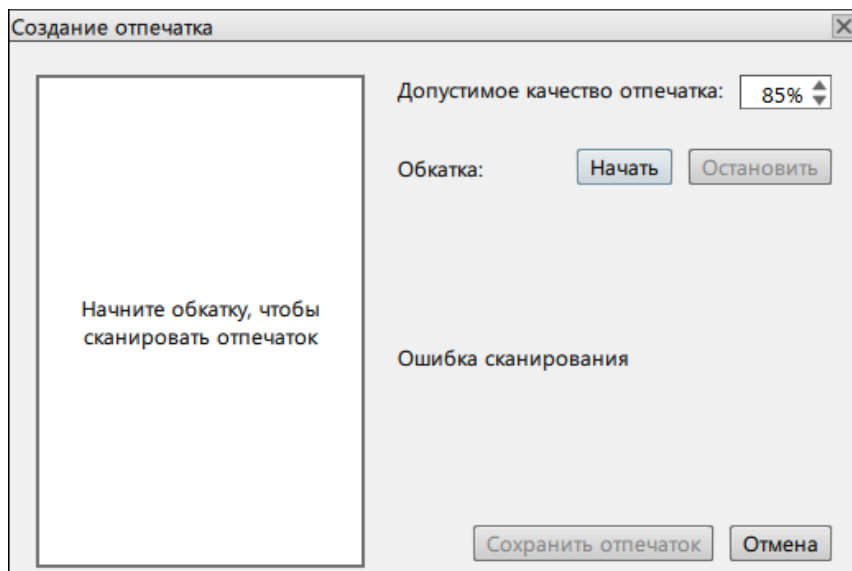 Создание отпечатка
Допустимое качество отпечатка: 85%
Обкатка: Начать Остановить
Начните обкатку, чтобы
сканировать отпечаток
Ошибка сканирования
Сохранить отпечаток Отмена